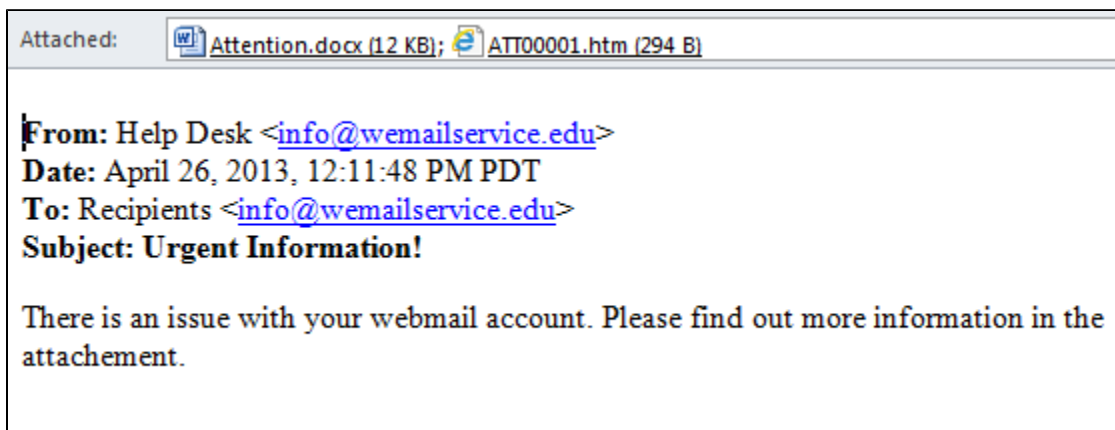 Attached: Attention.docx (12 KB); ATT00001.htm (294 B)
From: Help Desk <info@wemailservice.edu>
Date: April 26, 2013, 12:11:48 PM PDT
To: Recipients <info@wemailservice.edu>
Subject: Urgent Information!
There is an issue with your webmail account. Please find out more information in the
attachement.